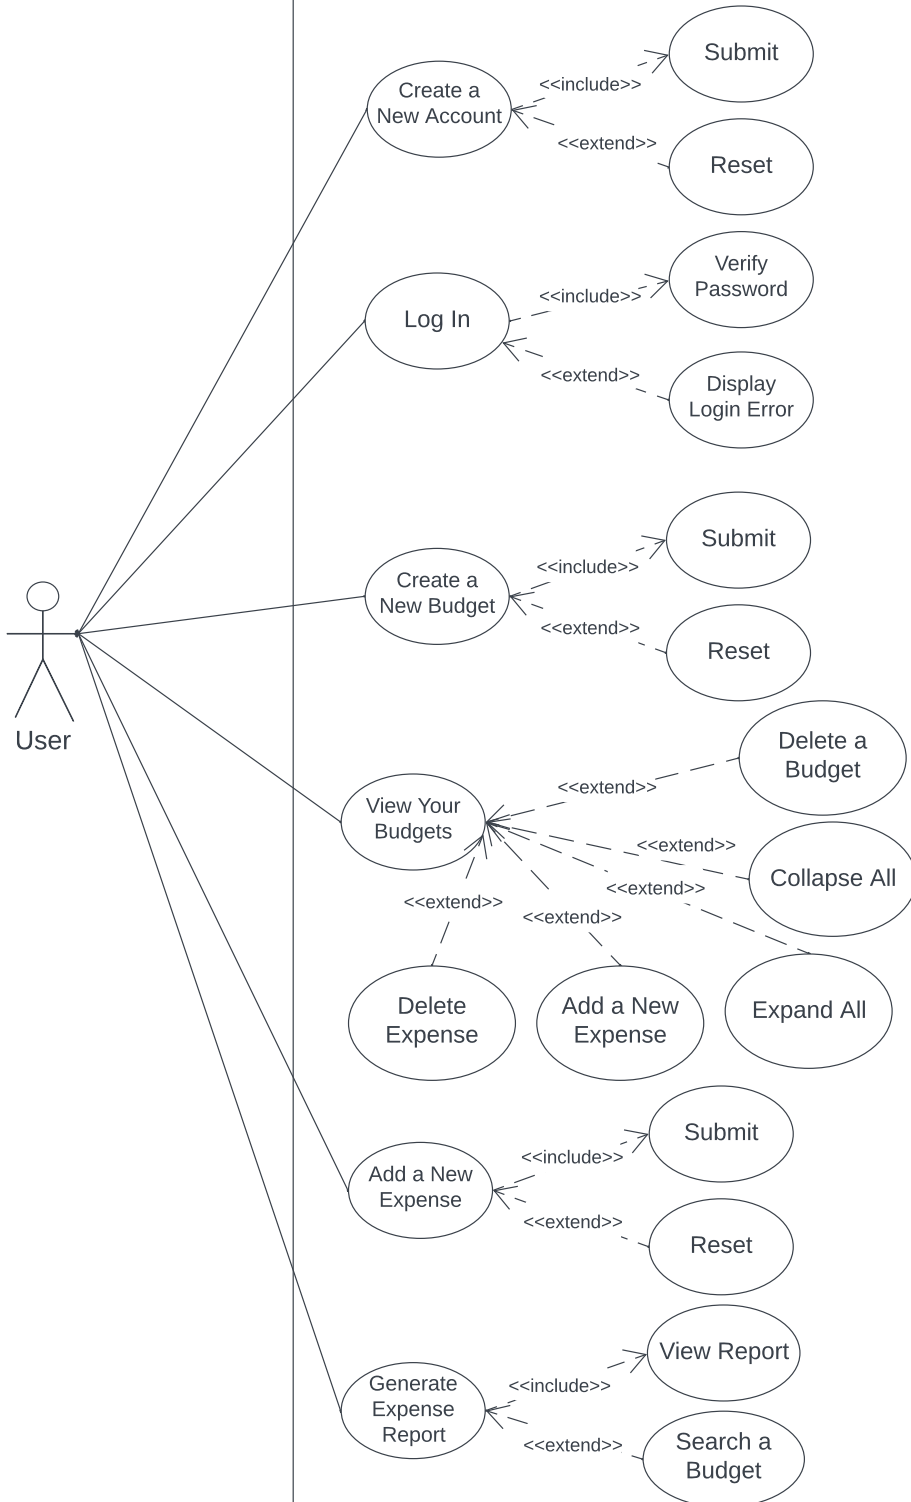 Submit
Create a
New Account
<<include>>
<<extend>>
Reset
Verify
Password
<<include>>
Log In
<<extend>>
Display
Login Error
Submit
<<include>>
Create a
New Budget
<<extend>>
Reset
User
Delete a
Budget
<<extend>>
View Your
Budgets
<<extend>>
Collapse All
<<extend>>
<<extend>>
<<extend>>
Delete
Expense
Add a New
Expense
Expand All
Submit
<<include>>
Add a New
Expense
<<extend>>
Reset
View Report
<<include>>
Generate
Expense
Report
<<extend>>
Search a
Budget